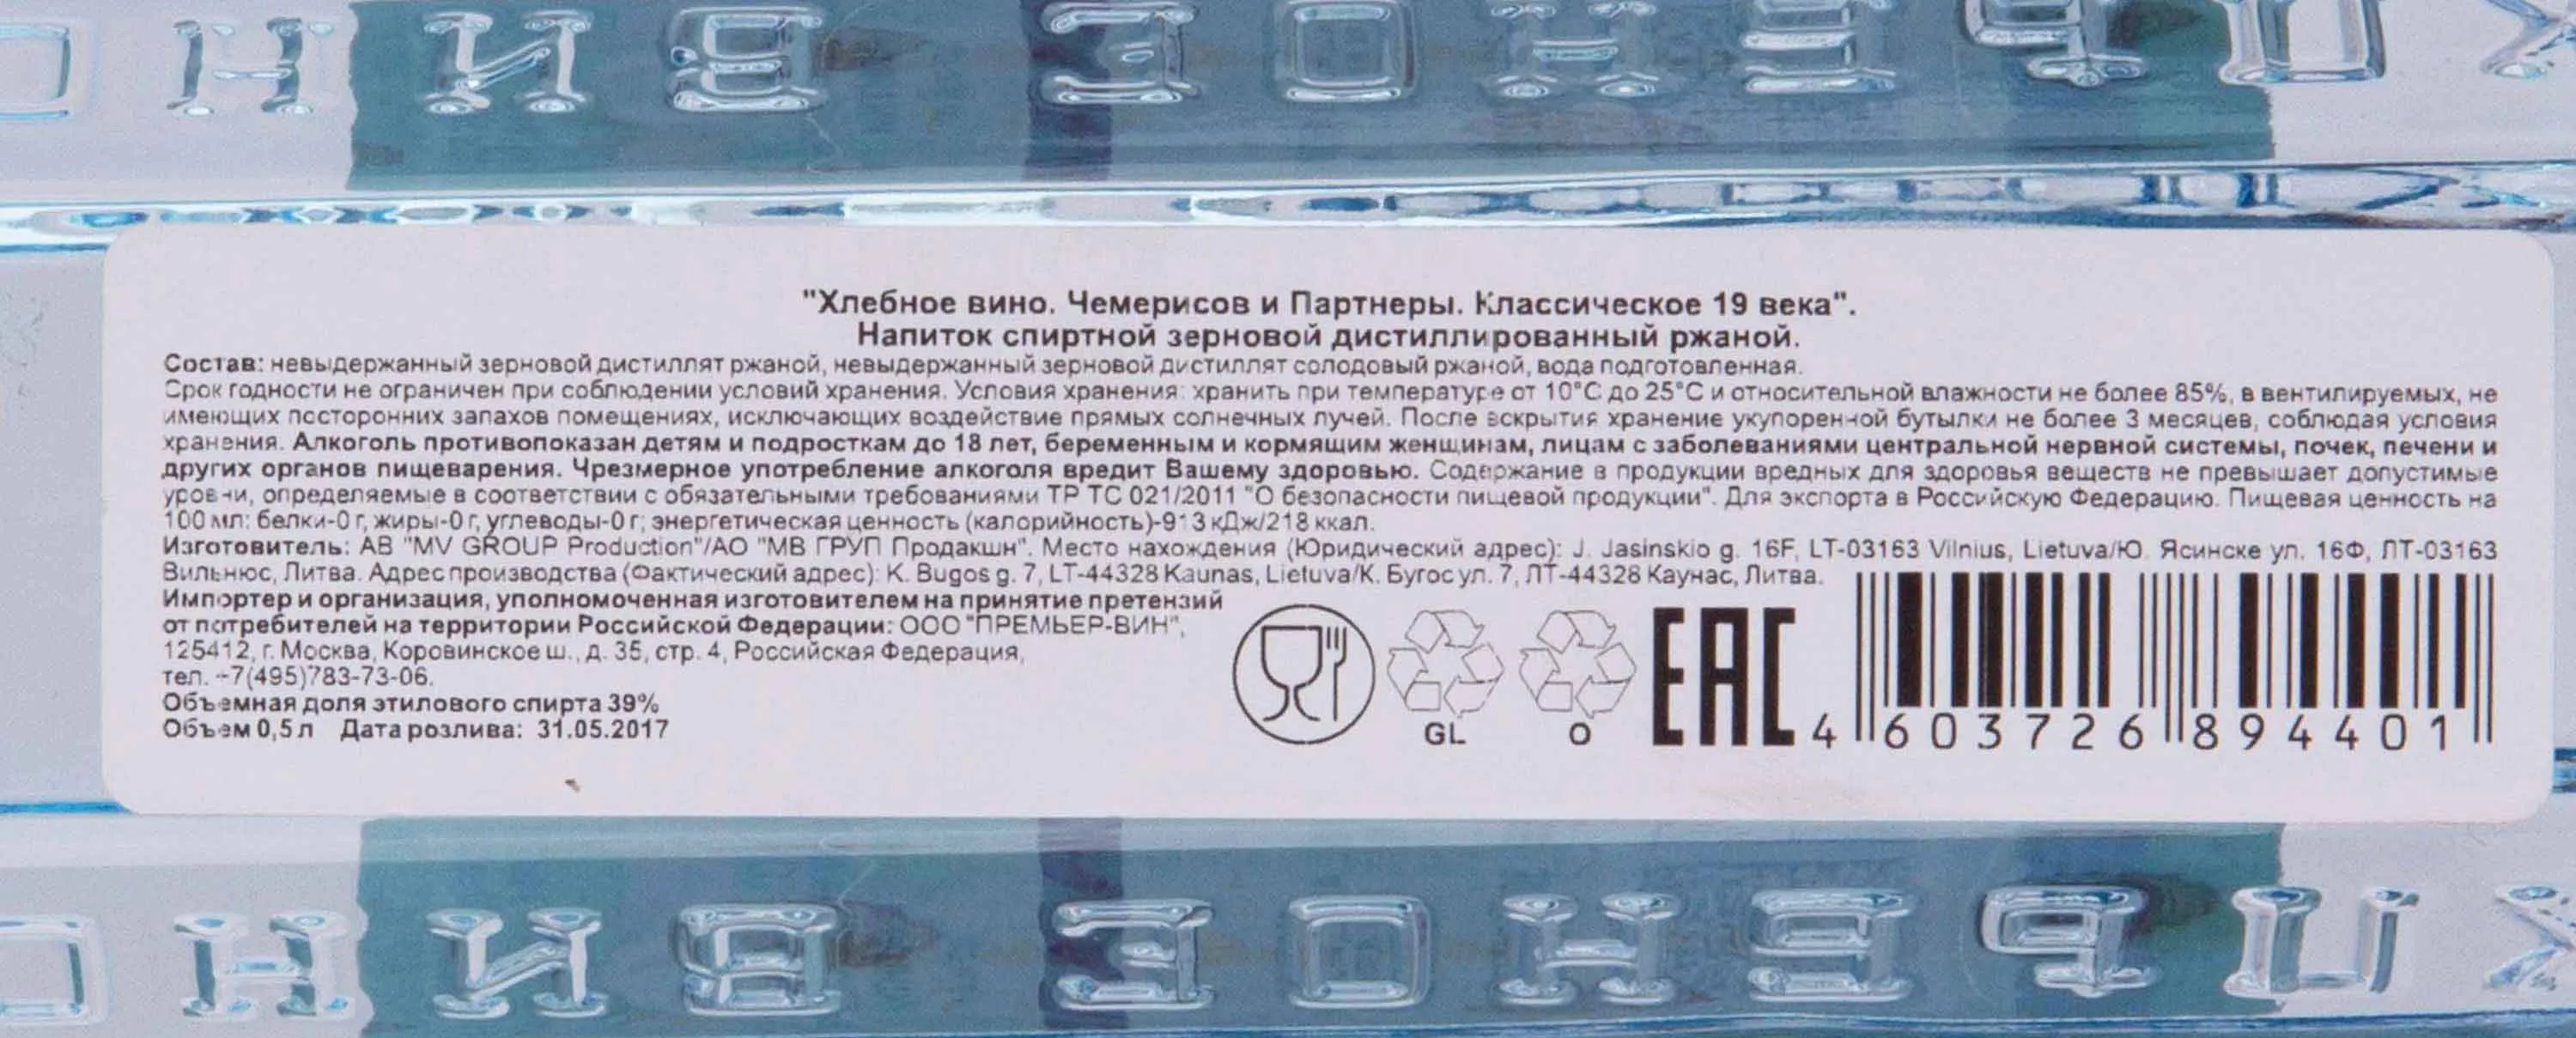 "Хлебное вино. Чемерисов и Партнеры. Классическое 19 века".
Напиток спиртной зерновой дистиллированный ржаной.
Состав: невыдержанный зерновой дистиллят ржаной, невыдержанный зерновой дистиллят солодовый ржаной, вода подготовленная.
Срок годности не ограничен при соблюдении условий хранения. Условия хранения: хранить при температуре от 10°С до 25°С и относительной влажности не более 85%, в вентилируемых, не
имеющих посторонних запахов помещениях, исключающих воздействие прямых солнечных лучей. После вскрытия хранение укупоренной бутылки не более 3 месяцев, соблюдая условия
хранения. Алкоголь противопоказан детям и подросткам до 18 лет, беременным и кормящим женщинам, лицам с заболеваниями центральной нервной системы, почек, печени и
других органов пищеварения. Чрезмерное употребление алкоголя вредит Вашему здоровью. Содержание в продукции вредных для здоровья веществ не превышает допустимые
уровни, определяемые в соответствии с обязательными требованиями ТР ТС 021/2011 "О безопасности пищевой продукции". Для экспорта в Российскую Федерацию. Пищевая ценность на
100 мл: белки-0 г, жиры-0 г, углеводы-0 г; энергетическая ценность (калорийность)-913 кДж/218 ккал.
Изготовитель: AB "MV GROUP Production"/АО "МВ ГРУП Продакшн". Место нахождения (Юридический адрес): J. Jasinskio g. 16F, LT-03163 Vilnius, Lietuva/Ю. Ясинске ул. 16Ф, ЛТ-03163
Вильнюс, Литва. Адрес производства (Фактический адрес): K. Bugos g. 7, LT-44328 Kaunas, Lietuva/К. Бугос ул. 7, ЛТ-44328 Каунас, Литва.
Импортер и организация, уполномоченная изготовителем на принятие претензий
от потребителей на территории Российской Федерации: ООО "ПРЕМЬЕР-ВИН",
125412, г. Москва, Коровинское ш., д. 35, стр. 4, Российская Федерация,
тел. +7(495)783-73-06.
Объемная доля этилового спирта 39%
Объем 0,5 л Дата розлива: 31.05.2017
GL
O
EAC
4 603726 894401